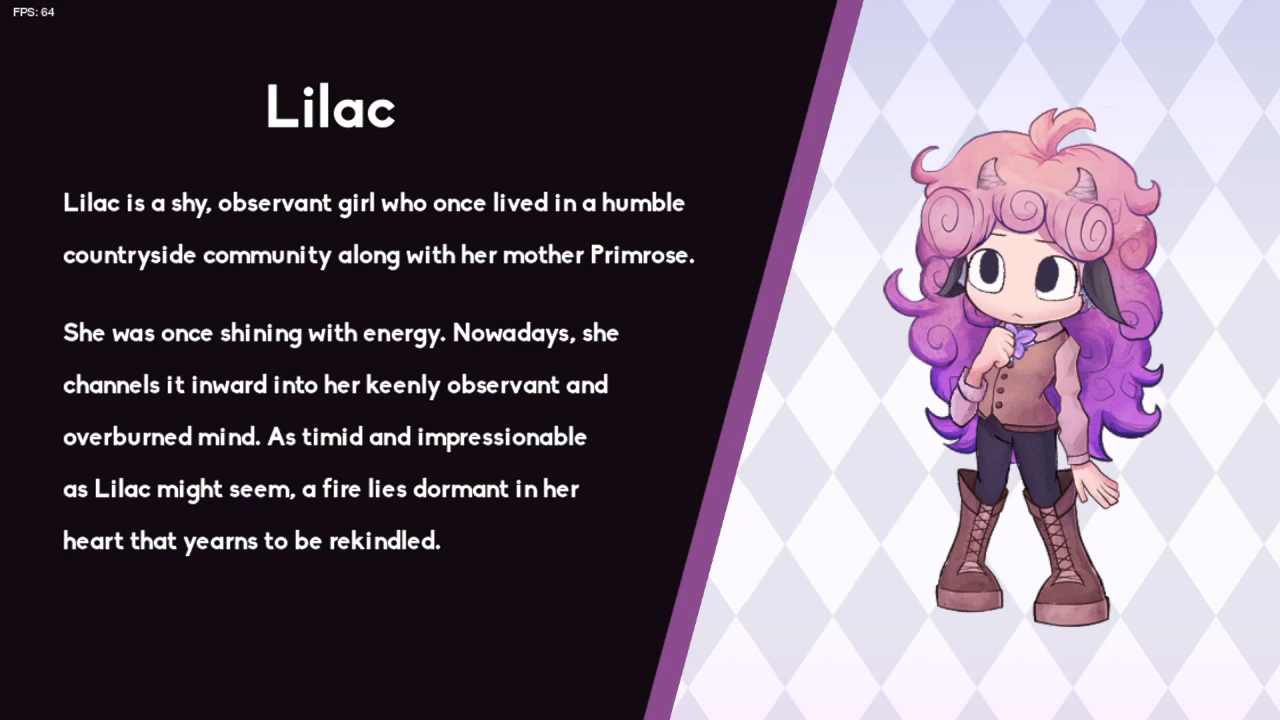 FPS: 64
Lilac
Lilac is a shy, observant girl who once lived in a humble
countryside community along with her mother Primrose.
She was once shining with energy. Nowadays, she
channels it inward into her keenly observant and
overburned mind. As timid and impressionable
as Lilac might seem, a fire lies dormant in her
heart that yearns to be rekindled.